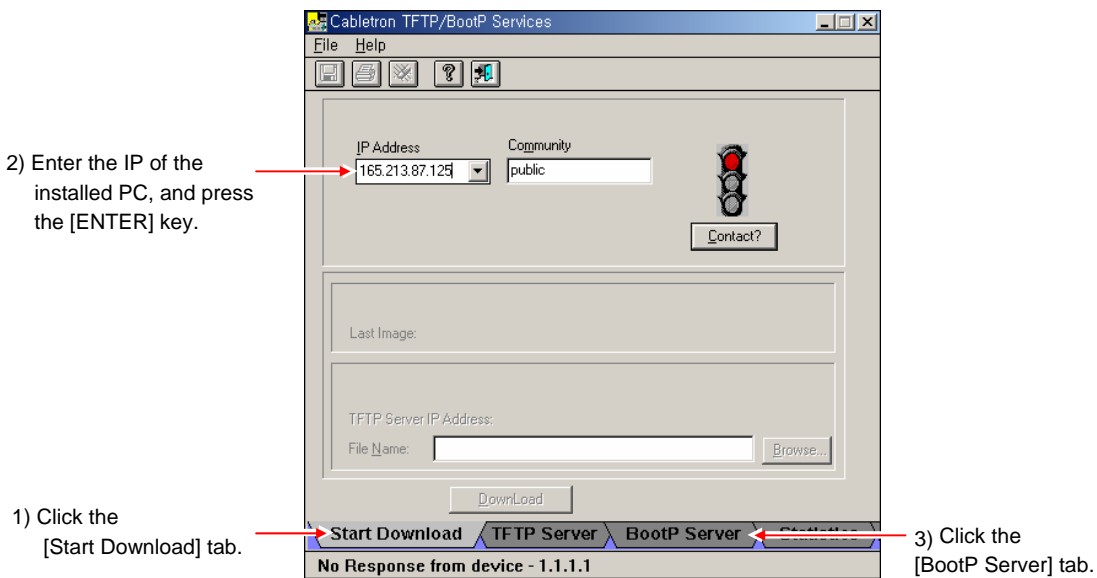 Cabletron TFTP/BootP Services
File Help
2) Enter the IP of the
installed PC, and press
the [ENTER] key.
IP Address
Community
165.213.87.125
public
Contact?
Last Image:
TFTP Server IP Address:
File Name:
Browse...
DownLoad
1) Click the
[Start Download] tab.
Start Download TFTP Server BootP Server Statistics
3) Click the
[BootP Server] tab.
No Response from device - 1.1.1.1